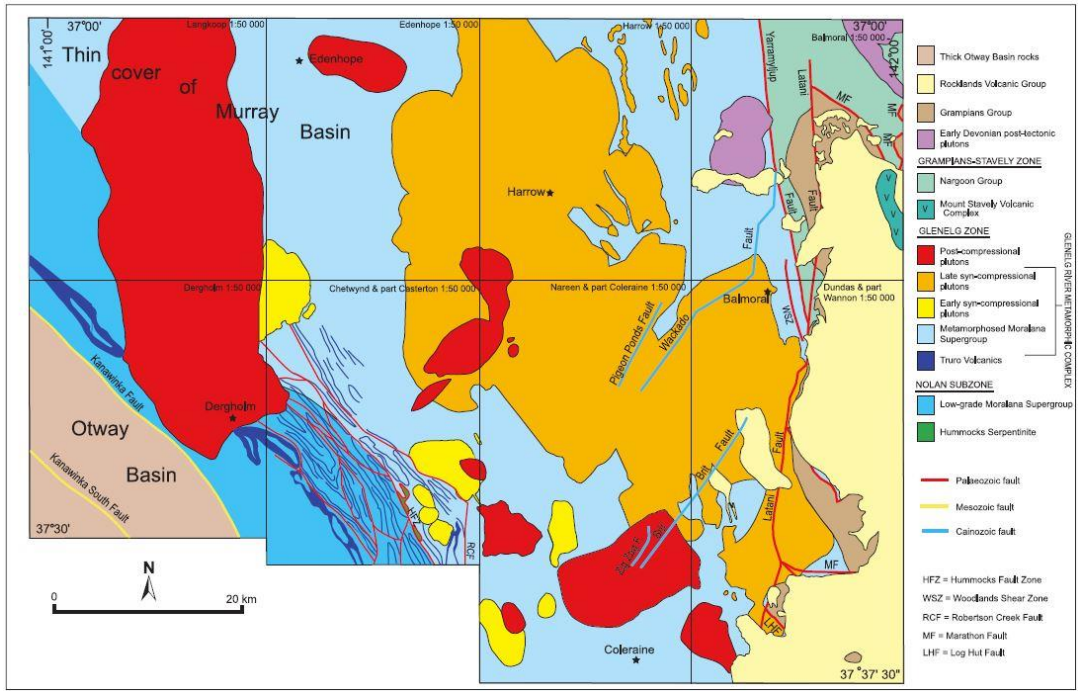 37°00'
141°00'
Langkoop 1:50 000
Edenhope 1:50 000
Harrow 1:50 000
37°00'
Balmoral 1:50 000
142°00'
Thin
cover
of
Murray
Basin
Edenhope
Yarramyljup
Fault
Latani
Fault
MF
MF
MF
Harrow
Fault
Dergholm 1:50 000
Chetwynd & part Casterton 1:50 000
Nareen & part Coleraine 1:50 000
Dundas & part
Wannon 1:50 000
Balmoral
WSZ
Pigeon Ponds Fault
Wackado
Kanawinka Fault
Dergholm
Otway
Basin
Kanawinka South Fault
37°30'
HFZ
RCF
Brit
Fault
Fault
Latani
Zig Zag F.
MF
LHF
Coleraine
37°37'30"
N
0
20 km
Thick Otway Basin rocks
Rocklands Volcanic Group
Grampians Group
Early Devonian post-tectonic
plutons
GRAMPIANS-STAVELY ZONE
Nargoon Group
V
Mount Stavely Volcanic
Complex
GLENELG ZONE
Post-compressional
plutons
Late syn-compressional
plutons
Early syn-compressional
plutons
Metamorphosed Moralana
Supergroup
Truro Volcanics
GLENELG RIVER METAMORPHIC COMPLEX
NOLAN SUBZONE
Low-grade Moralana Supergroup
Hummocks Serpentinite
Palaeozoic fault
Mesozoic fault
Cainozoic fault
HFZ = Hummocks Fault Zone
WSZ = Woodlands Shear Zone
RCF = Robertson Creek Fault
MF = Marathon Fault
LHF = Log Hut Fault
V
V
V
V